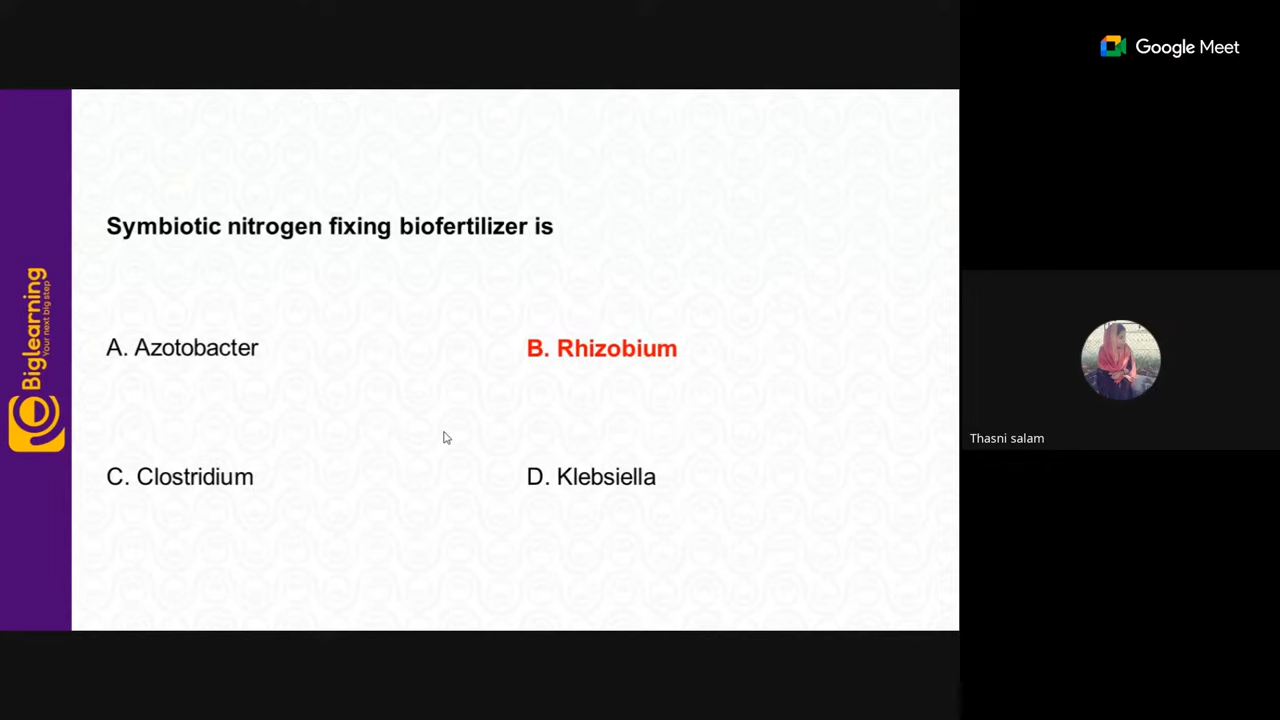 Google Meet
Symbiotic nitrogen fixing biofertilizer is
A. Azotobacter
B. Rhizobium
C. Clostridium
D. Klebsiella
Biglearning
Your next big step
Thasni salam